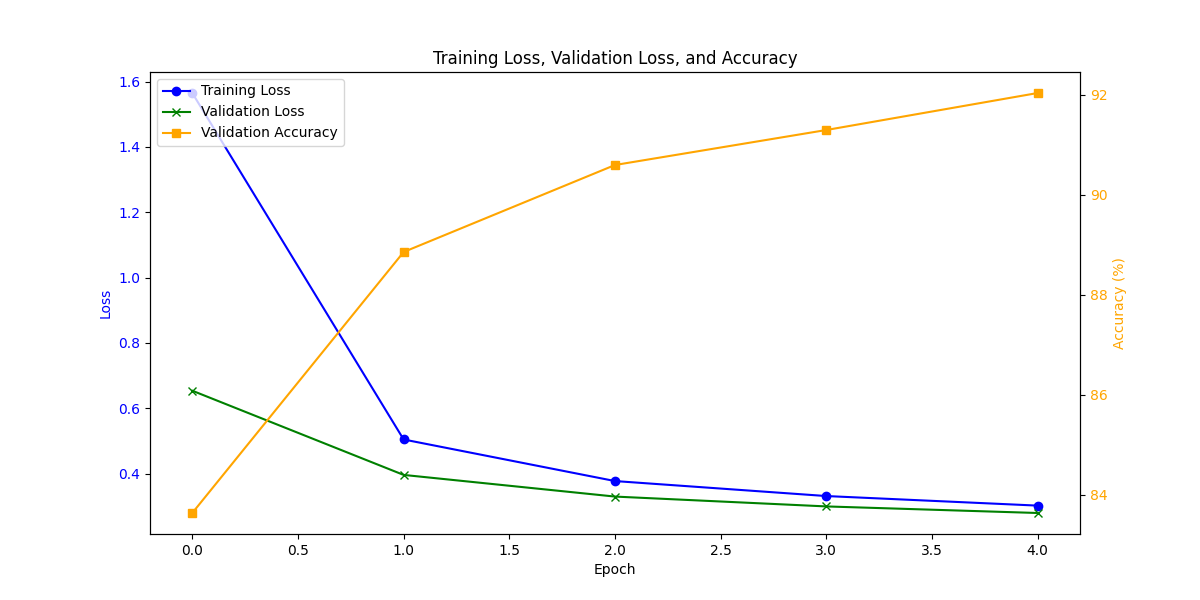 Training Loss, Validation Loss, and Accuracy
Training Loss
Validation Loss
Validation Accuracy
1.6
1.4
1.2
1.0
0.8
0.6
0.4
Loss
92
90
88
86
84
Accuracy (%)
0.0 0.5 1.0 1.5 2.0 2.5 3.0 3.5 4.0
Epoch